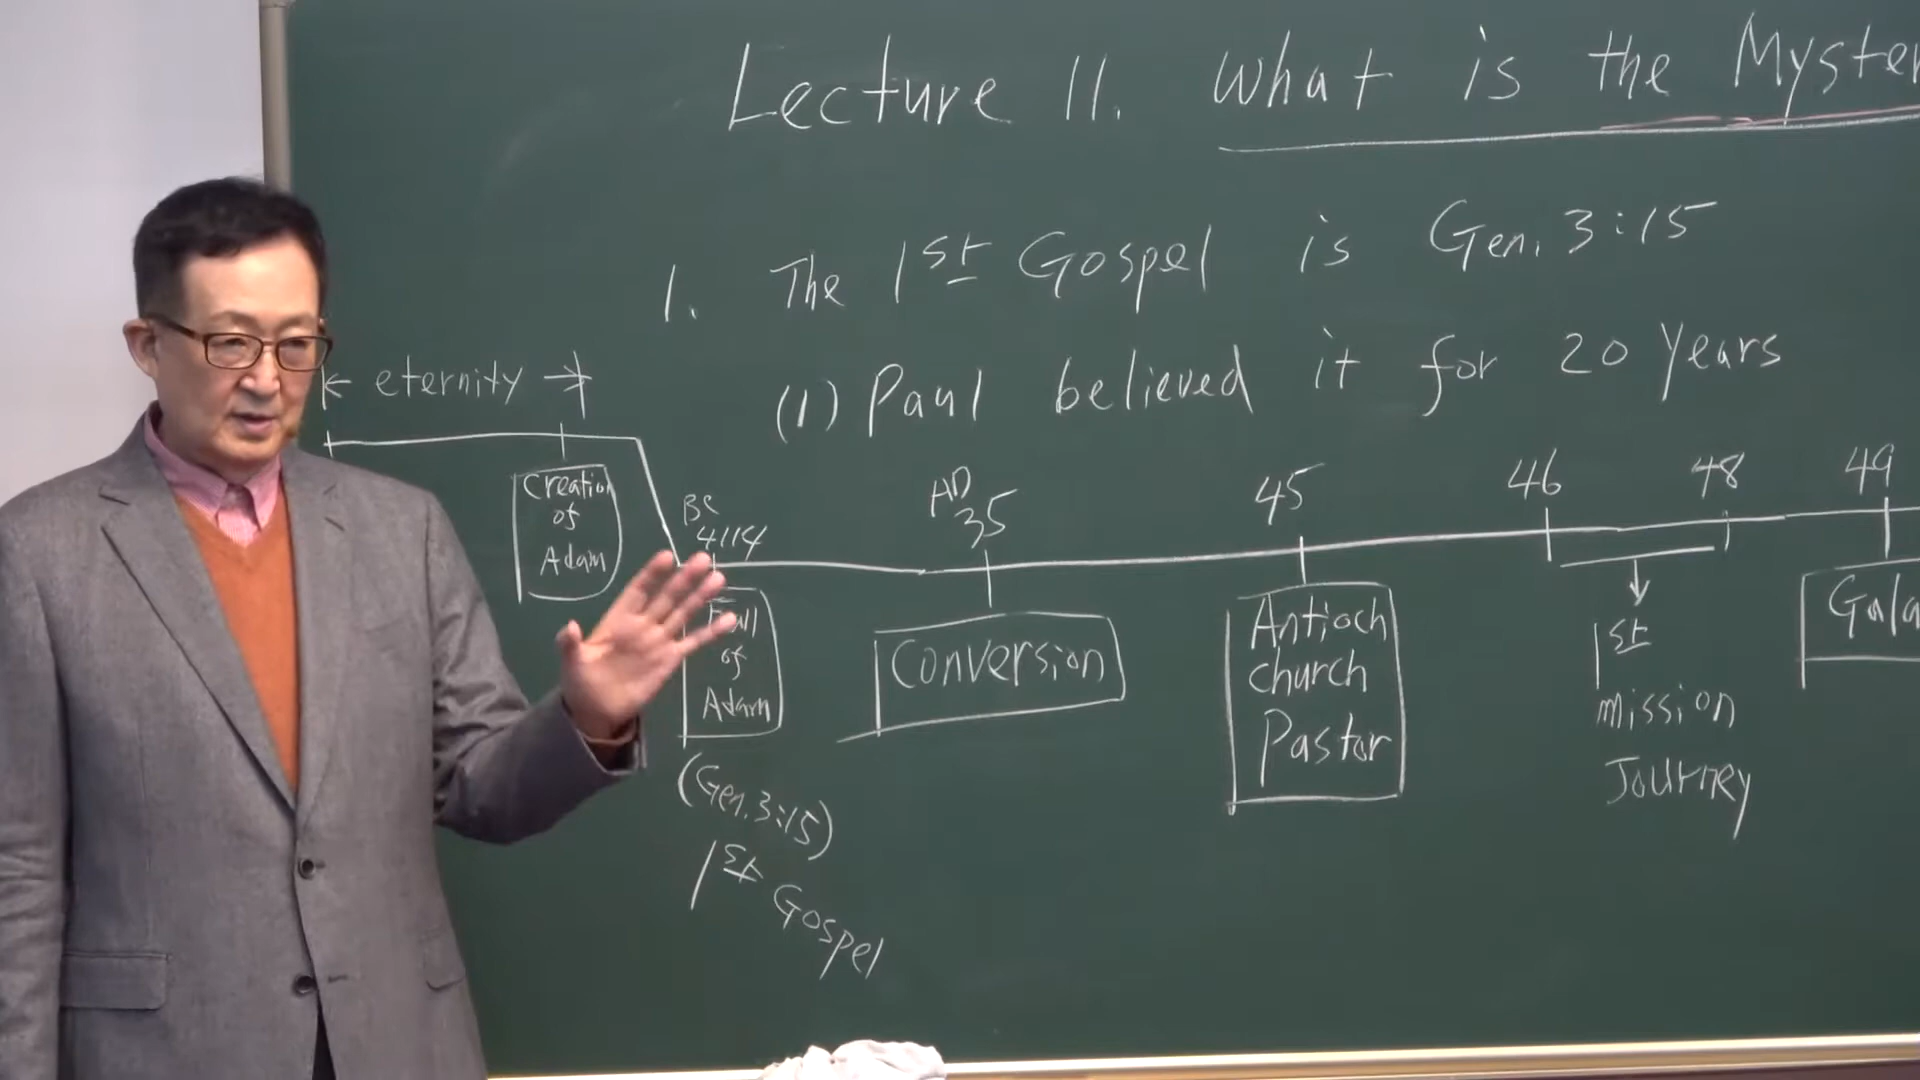 Lecture 11. What is the Myster
1. The 1st Gospel is Gen. 3:15
(1) Paul believed it for 20 years
eternity
Creation
of
Adam
BC
4114
Fall
of
Adam
(Gen. 3:15)
1st Gospel
AD
35
Conversion
45
Antioch
church
Pastor
46
48
1st
mission
Journey
49
Gala